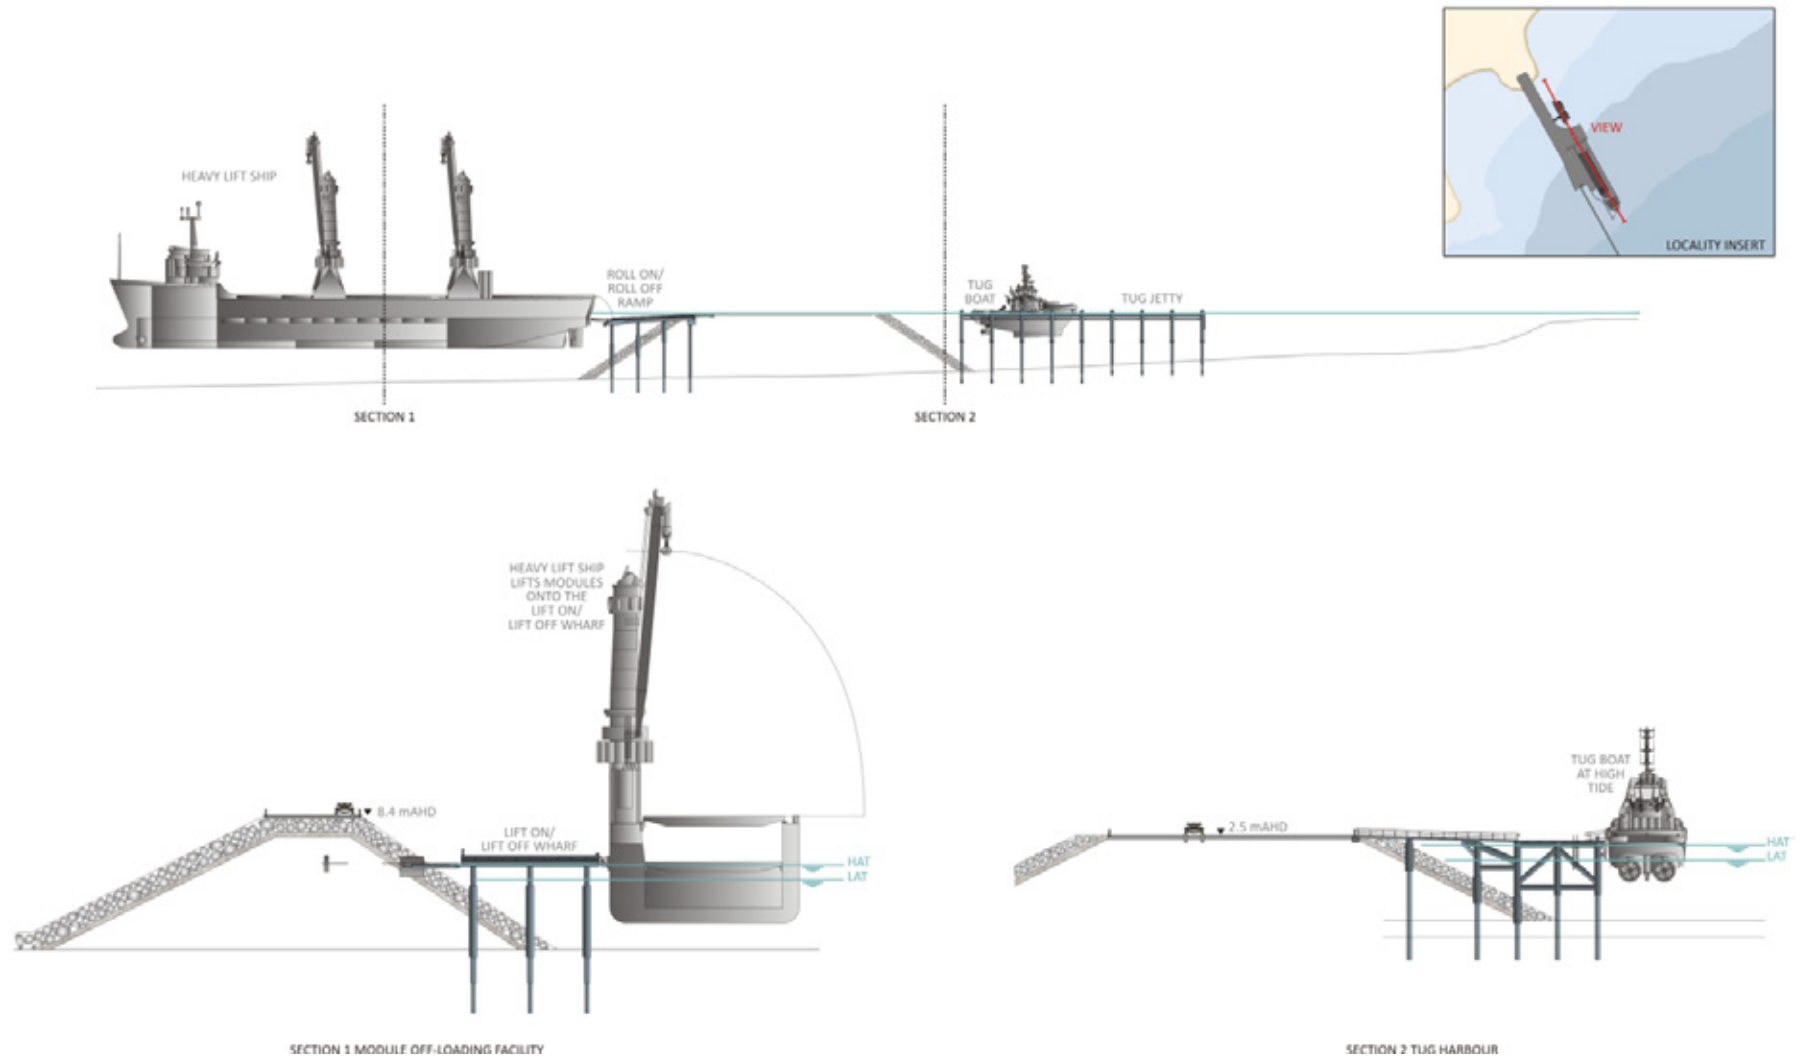 HEAVY LIFT SHIP
ROLL ON/
ROLL OFF
RAMP
TUG
BOAT
TUG JETTY
VIEW
LOCALITY INSERT
SECTION 1
SECTION 2
HEAVY LIFT SHIP
LIFTS MODULES
ONTO THE
LIFT ON/
LIFT OFF WHARF
8.4 mAHD
LIFT ON/
LIFT OFF WHARF
HAT
LAT
SECTION 1 MODULE OFF-LOADING FACILITY
TUG BOAT
AT HIGH
TIDE
2.5 mAHD
HAT
LAT
SECTION 2 TUG HARBOUR